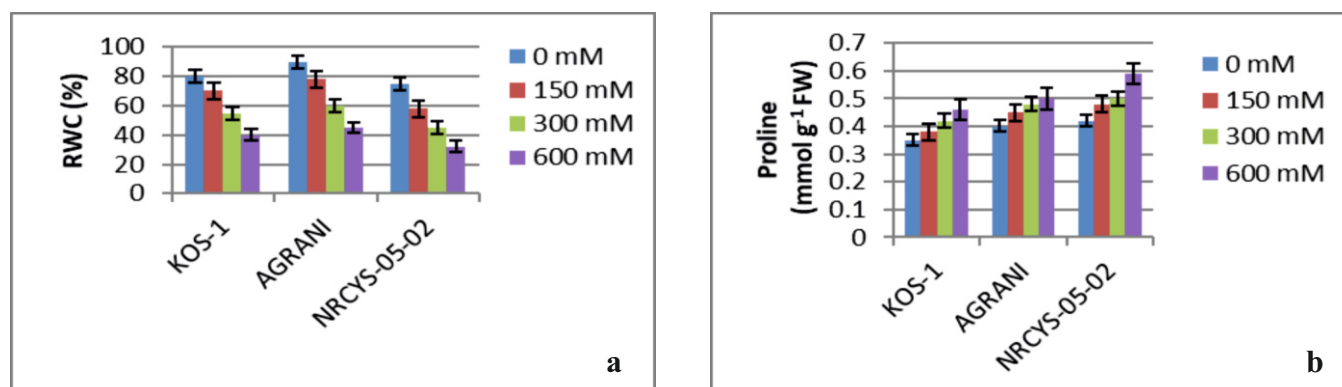 100
80
60
40
20
0
RWC (%)
KOS-1
AGRANI
NRCYS-05-02
0 mM
150 mM
300 mM
600 mM
a
0.7
0.6
0.5
0.4
0.3
0.2
0.1
0
Proline
(mmol g⁻¹ FW)
KOS-1
AGRANI
NRCYS-05-02
0 mM
150 mM
300 mM
600 mM
b